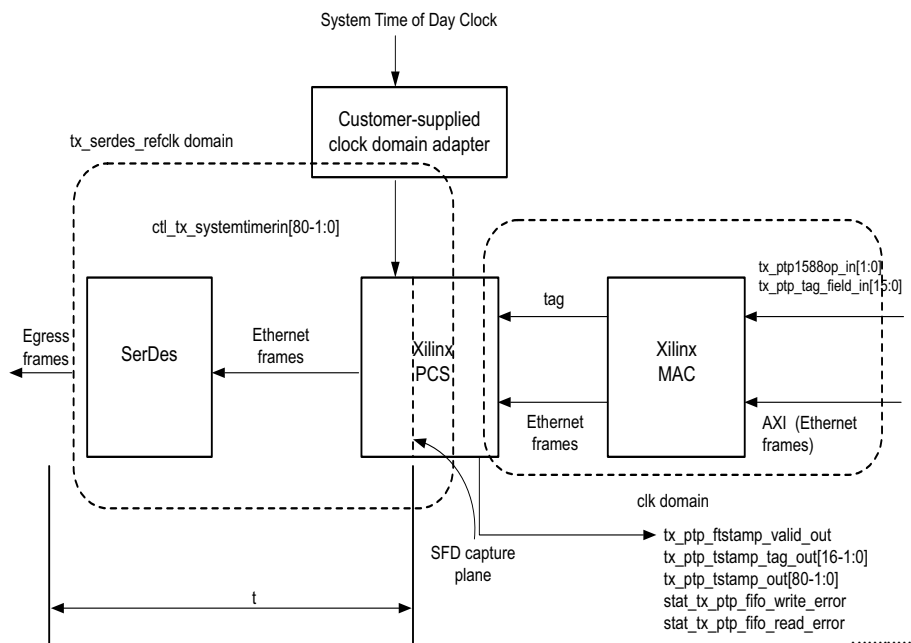 System Time of Day Clock
Customer-supplied
clock domain adapter
tx_serdes_refclk domain
ctl_tx_systemtimerin[80-1:0]
tx_ptp1588op_in[1:0]
tx_ptp_tag_field_in[15:0]
tag
Egress
frames
SerDes
Ethernet
frames
Xilinx
PCS
Xilinx
MAC
Ethernet
frames
AXI (Ethernet
frames)
clk domain
SFD capture
plane
tx_ptp_ftstamp_valid_out
tx_ptp_tstamp_tag_out[16-1:0]
tx_ptp_tstamp_out[80-1:0]
stat_tx_ptp_fifo_write_error
stat_tx_ptp_fifo_read_error
t